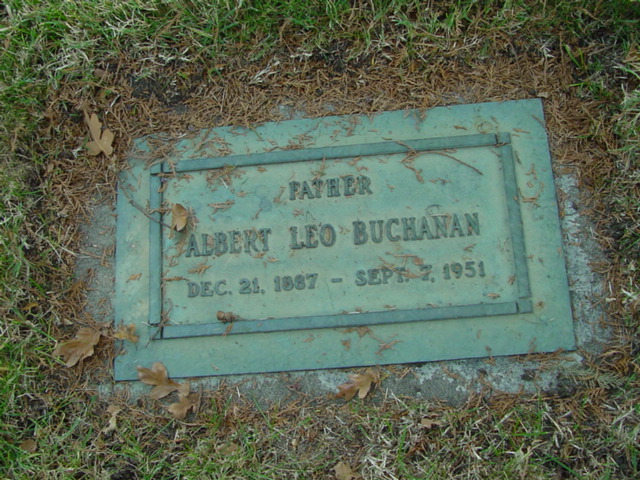 FATHER
ALBERT LEO BUCHANAN
DEC. 21, 1887 - SEPT. 7, 1951